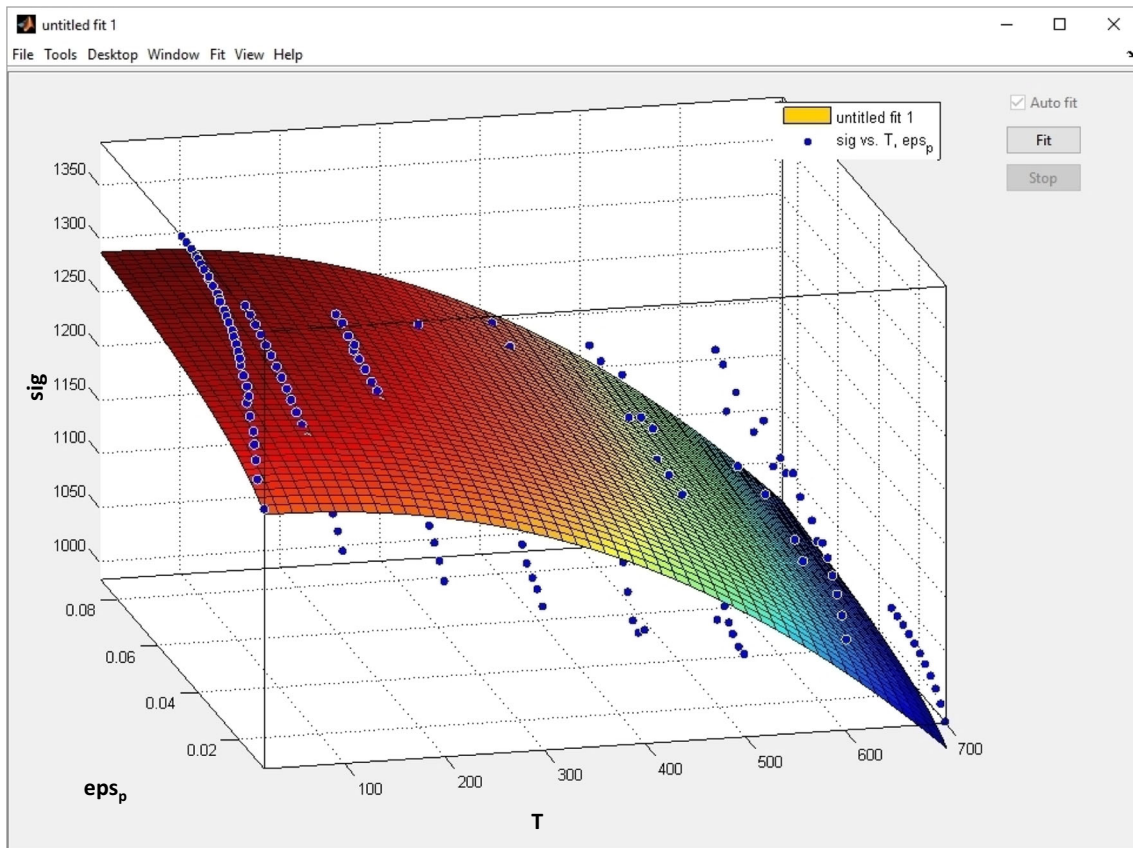 untitled fit 1
File Tools Desktop Window Fit View Help
Auto fit
Fit
Stop
untitled fit 1
sig vs. T, eps_p
1350
1300
1250
1200
1150
1100
1050
1000
sig
0.08
0.06
0.04
0.02
eps_p
100
200
300
400
500
600
700
T